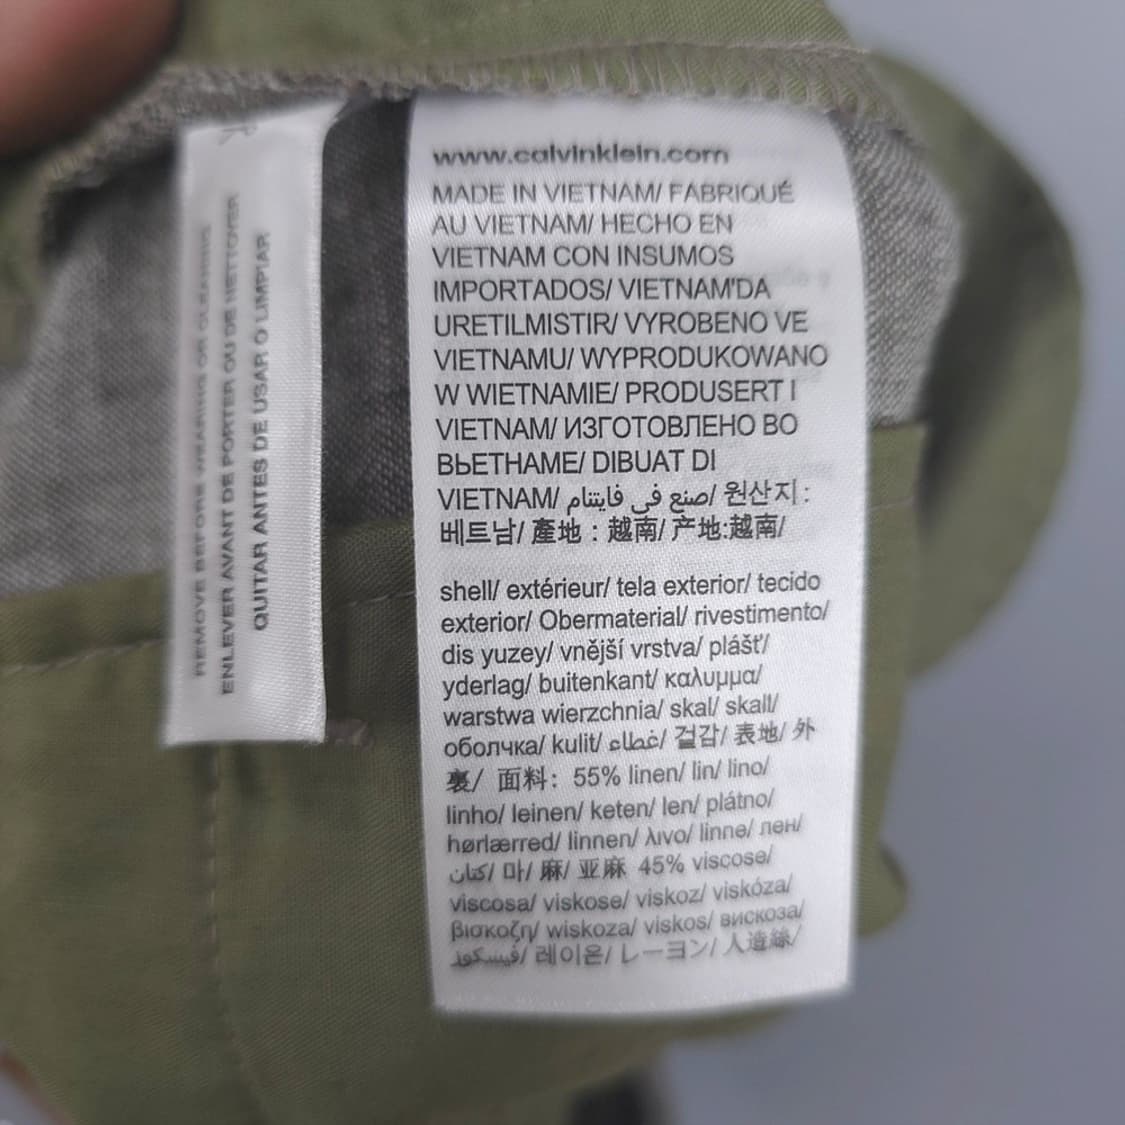 REMOVE BEFORE WEARING OR CLEANING
ENLEVER AVANT DE PORTER OU DE NETTOYER
QUITAR ANTES DE USAR O LIMPIAR
www.calvinklein.com
MADE IN VIETNAM/ FABRIQUÉ
AU VIETNAM/ HECHO EN
VIETNAM CON INSUMOS
IMPORTADOS/ VIETNAM'DA
URETILMISTIR/ VYROBENO VE
VIETNAMU/ WYPRODUKOWANO
W WIETNAMIE/ PRODUSERT I
VIETNAM/ ИЗГОТОВЛЕНО ВО
ВЬЕТНАМЕ/ DIBUAT DI
VIETNAM/ صنع في فايتنام/ 원산지:
베트남/ 產地：越南/ 产地:越南/
shell/ extérieur/ tela exterior/ tecido
exterior/ Obermaterial/ rivestimento/
dis yuzey/ vnější vrstva/ plášť/
yderlag/ buitenkant/ καλυμμα/
warstwa wierzchnia/ skal/ skall/
оболчка/ kulit/ غطاء/ 겉감/ 表地/ 外
裏/ 面料： 55% linen/ lin/ lino/
linho/ leinen/ keten/ len/ plátno/
hørlærred/ linnen/ λινο/ linne/ лен/
كتان/ 마/ 麻/ 亚麻 45% viscose/
viscosa/ viskose/ viskoz/ viskóza/
βισκοζη/ wiskoza/ viskos/ вискоза/
فيسكوز/ 레이온/ レーヨン/ 人造絲/